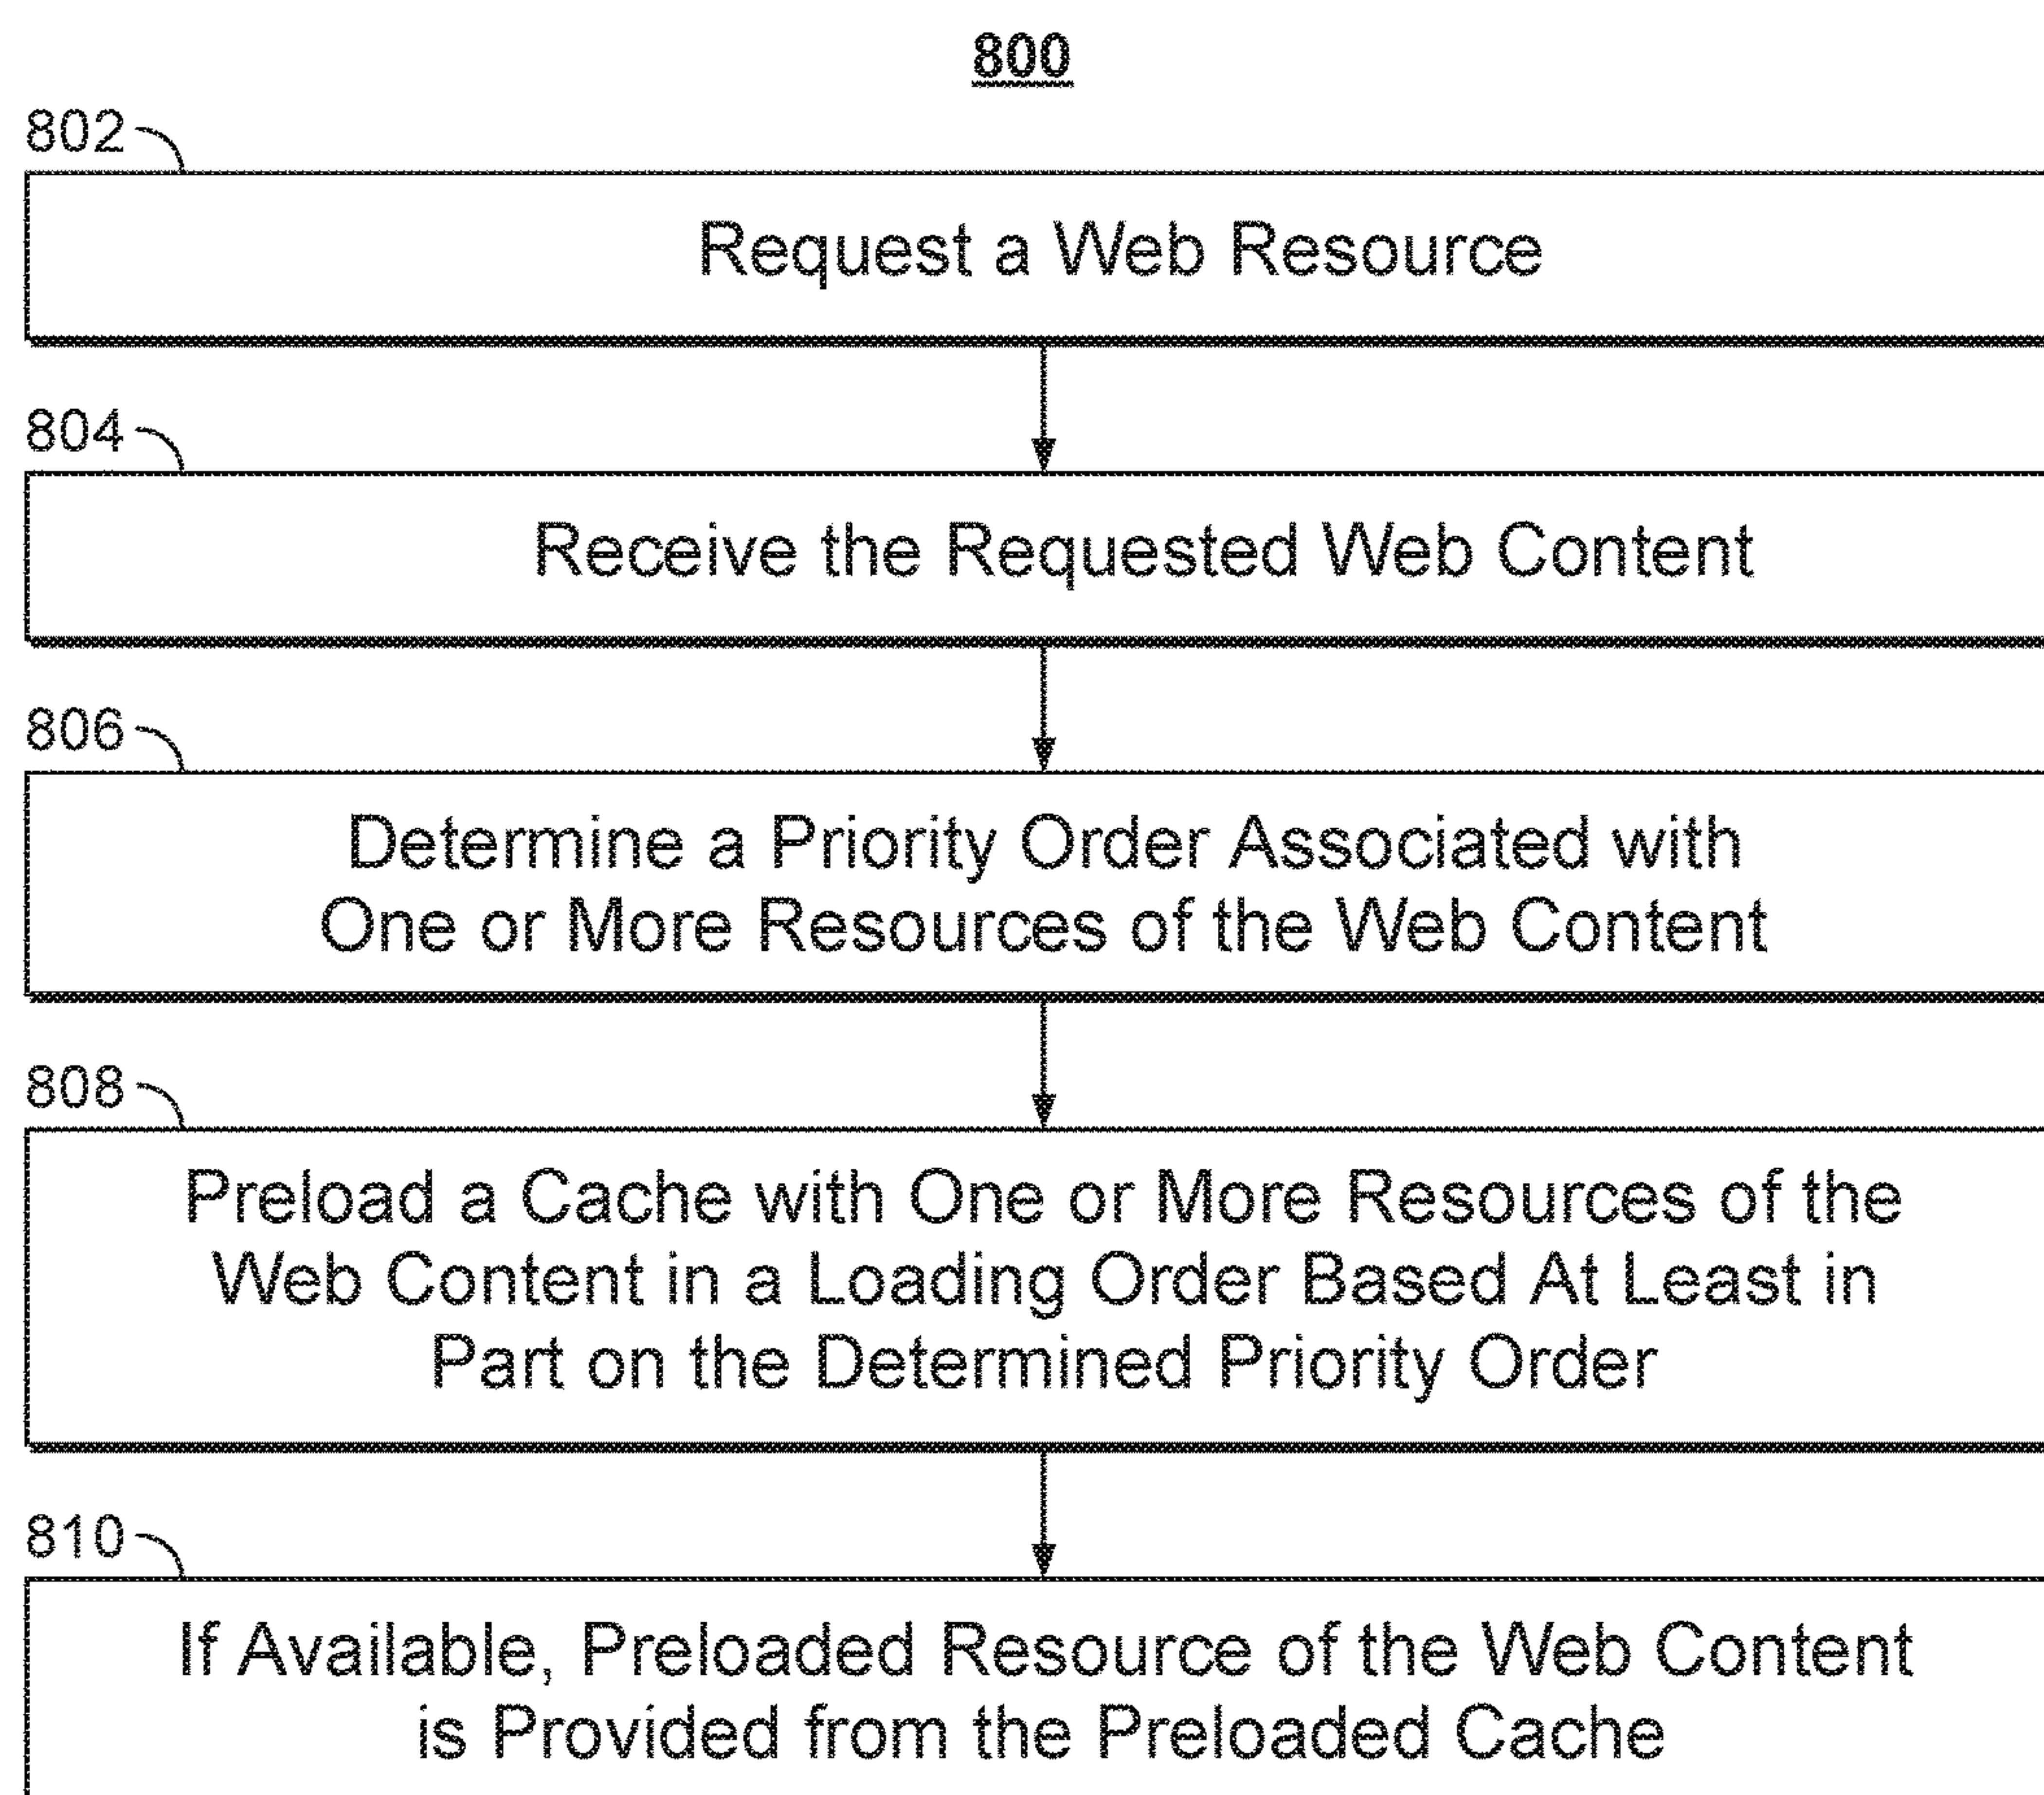 800
802
Request a Web Resource
804
Receive the Requested Web Content
806
Determine a Priority Order Associated with
One or More Resources of the Web Content
808
Preload a Cache with One or More Resources of the
Web Content in a Loading Order Based At Least in
Part on the Determined Priority Order
810
If Available, Preloaded Resource of the Web Content
is Provided from the Preloaded Cache